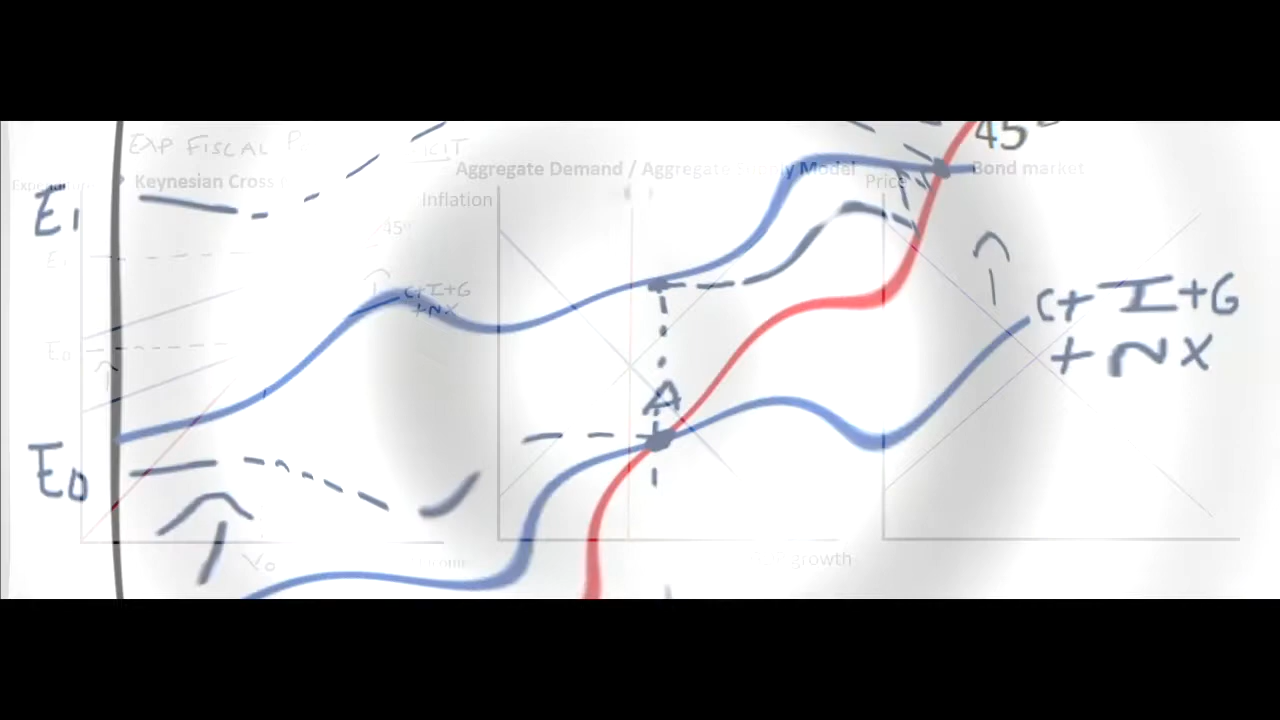 EXP FISCAL
45°
Aggregate Demand / Aggregate Supply Model
Bond market
Keynesian Cross
Price
Inflation
E1
45°
E1
C+I+G
+NX
C+I+G
+NX
E0
A
E0
Y0
growth